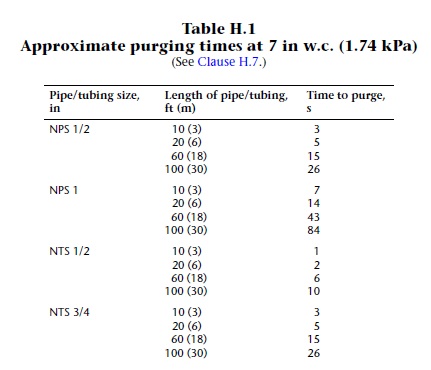 Table H.1
Approximate purging times at 7 in w.c. (1.74 kPa)
(See Clause H.7.)
Pipe/tubing size, in Length of pipe/tubing, ft (m) Time to purge, s
NPS 1/2 10 (3) 3
20 (6) 5
60 (18) 15
100 (30) 26
NPS 1 10 (3) 7
20 (6) 14
60 (18) 43
100 (30) 84
NTS 1/2 10 (3) 1
20 (6) 2
60 (18) 6
100 (30) 10
NTS 3/4 10 (3) 3
20 (6) 5
60 (18) 15
100 (30) 26